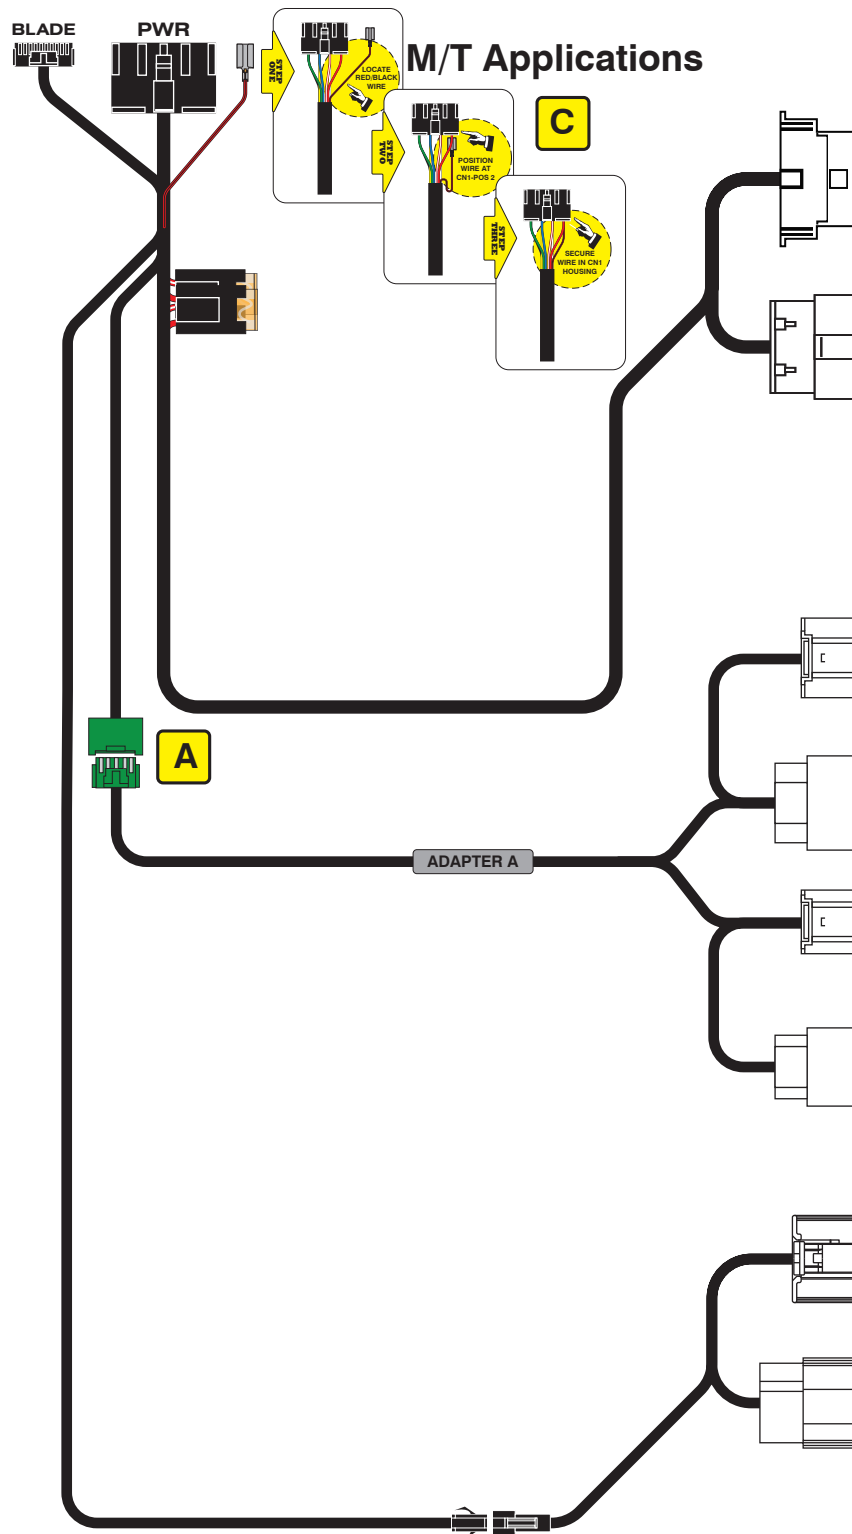 BLADE
PWR
M/T Applications
STEP
ONE
LOCATE
RED/BLACK
WIRE
C
STEP
TWO
POSITION
WIRE AT
CN1-POS 2
STEP
THREE
SECURE
WIRE IN CN1
HOUSING
A
ADAPTER A